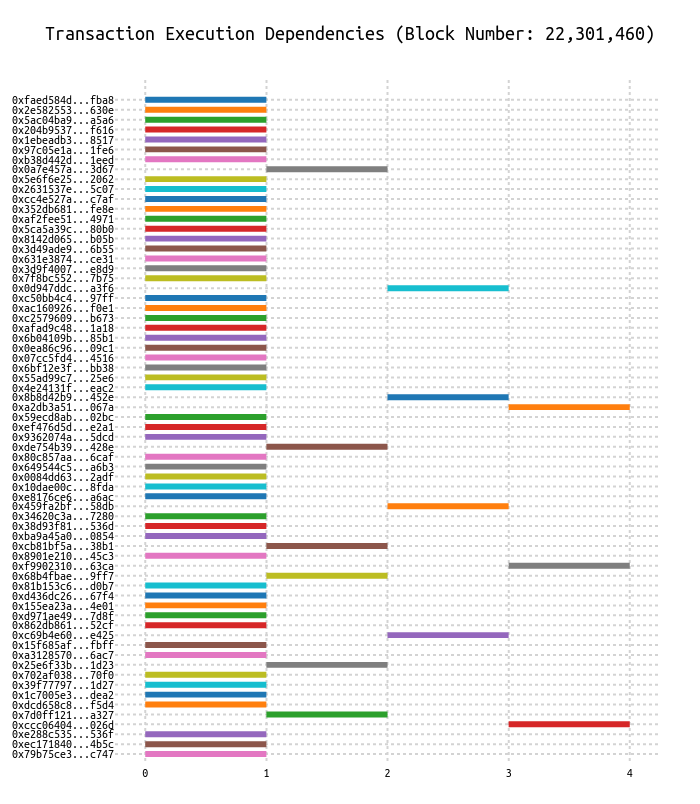 Transaction Execution Dependencies (Block Number: 22,301,460)
0xfaed584d...fba8
0x2e582553...630e
0x5ac04ba9...a5a6
0x204b9537...f616
0x1ebeadb3...8517
0x97c05e1a...1fe6
0xb38d442d...1eed
0x0a7e457a...3d67
0x5e6f6e25...2062
0x2631537e...5c07
0xcc4e527a...c7af
0x352db681...fe8e
0xaf2fee51...4971
0x5ca5a39c...80b0
0x8142d065...b05b
0x3d49ade9...6b55
0x631e3874...ce31
0x3d9f4007...e8d9
0x7f8bc552...7b75
0x0d947ddc...a3f6
0xc50bb4c4...97ff
0xac160926...f0e1
0xc2579609...b673
0xafad9c48...1a18
0x6b04109b...85b1
0x0ea86c96...09c1
0x07cc5fd4...4516
0x6bf12e3f...bb38
0x55ad99c7...25e6
0x4e24131f...eac2
0x8b8d42b9...452e
0xa2db3a51...067a
0x59ecd8ab...02bc
0xef476d5d...e2a1
0x9362074a...5dcd
0xde754b39...428e
0x80c857aa...6caf
0x649544c5...a6b3
0x0084dd63...2adf
0x10dae00c...8fda
0xe8176ce6...a6ac
0x459fa2bf...58db
0x34620c3a...7280
0x38d93f81...536d
0xba9a45a0...0854
0xcb81bf5a...38b1
0x8901e210...45c3
0xf9902310...63ca
0x68b4fbae...9ff7
0x81b153c6...d0b7
0xd436dc26...67f4
0x155ea23a...4e01
0xd971ae49...7d8f
0x862db861...52cf
0xc69b4e60...e425
0x15f685af...fbff
0xa3128570...6ac7
0x25e6f33b...1d23
0x702af038...70f0
0x39f77797...1d27
0x1c7005e3...dea2
0xdcd658c8...f5d4
0x7d0ff121...a327
0xccc06404...026d
0xe288c535...536f
0xec171840...4b5c
0x79b75ce3...c747
0 1 2 3 4